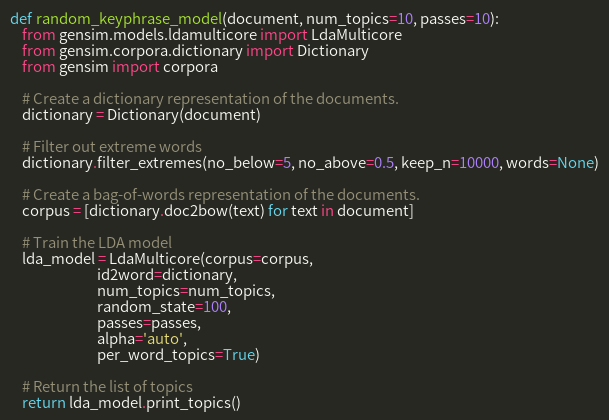 def random_keyphrase_model(document, num_topics=10, passes=10):
from gensim.models.ldamulticore import LdaMulticore
from gensim.corpora.dictionary import Dictionary
from gensim import corpora
# Create a dictionary representation of the documents.
dictionary = Dictionary(document)
# Filter out extreme words
dictionary.filter_extremes(no_below=5, no_above=0.5, keep_n=10000, words=None)
# Create a bag-of-words representation of the documents.
corpus = [dictionary.doc2bow(text) for text in document]
# Train the LDA model
lda_model = LdaMulticore(corpus=corpus,
id2word=dictionary,
num_topics=num_topics,
random_state=100,
passes=passes,
alpha='auto',
per_word_topics=True)
# Return the list of topics
return lda_model.print_topics()